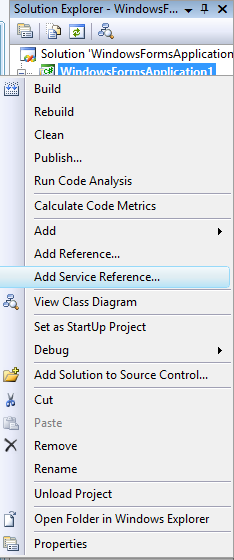 Solution Explorer - WindowsF...
Solution 'WindowsFormsApplication
WindowsFormsApplication1
Build
Rebuild
Clean
Publish...
Run Code Analysis
Calculate Code Metrics
Add
Add Reference...
Add Service Reference...
View Class Diagram
Set as StartUp Project
Debug
Add Solution to Source Control...
Cut
Paste
Remove
Rename
Unload Project
Open Folder in Windows Explorer
Properties